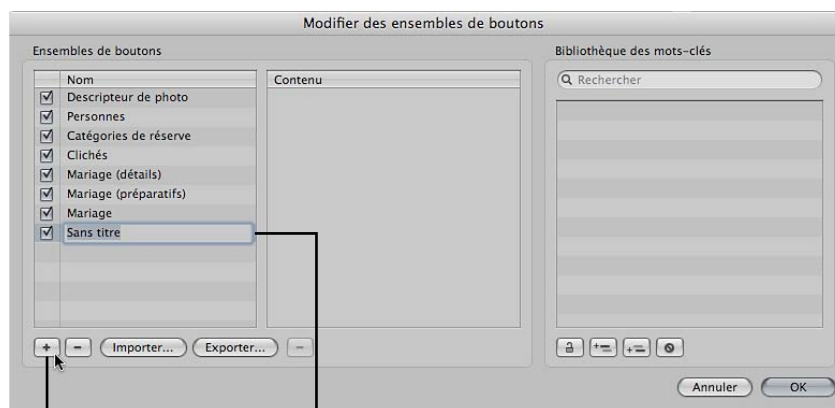 Modifier des ensembles de boutons
Ensembles de boutons
Nom
Contenu
Descripteur de photo
Personnes
Catégories de réserve
Clichés
Mariage (détails)
Mariage (préparatifs)
Mariage
Sans titre
+
-
Importer...
Exporter...
-
Bibliothèque des mots-clés
Rechercher
Annuler
OK